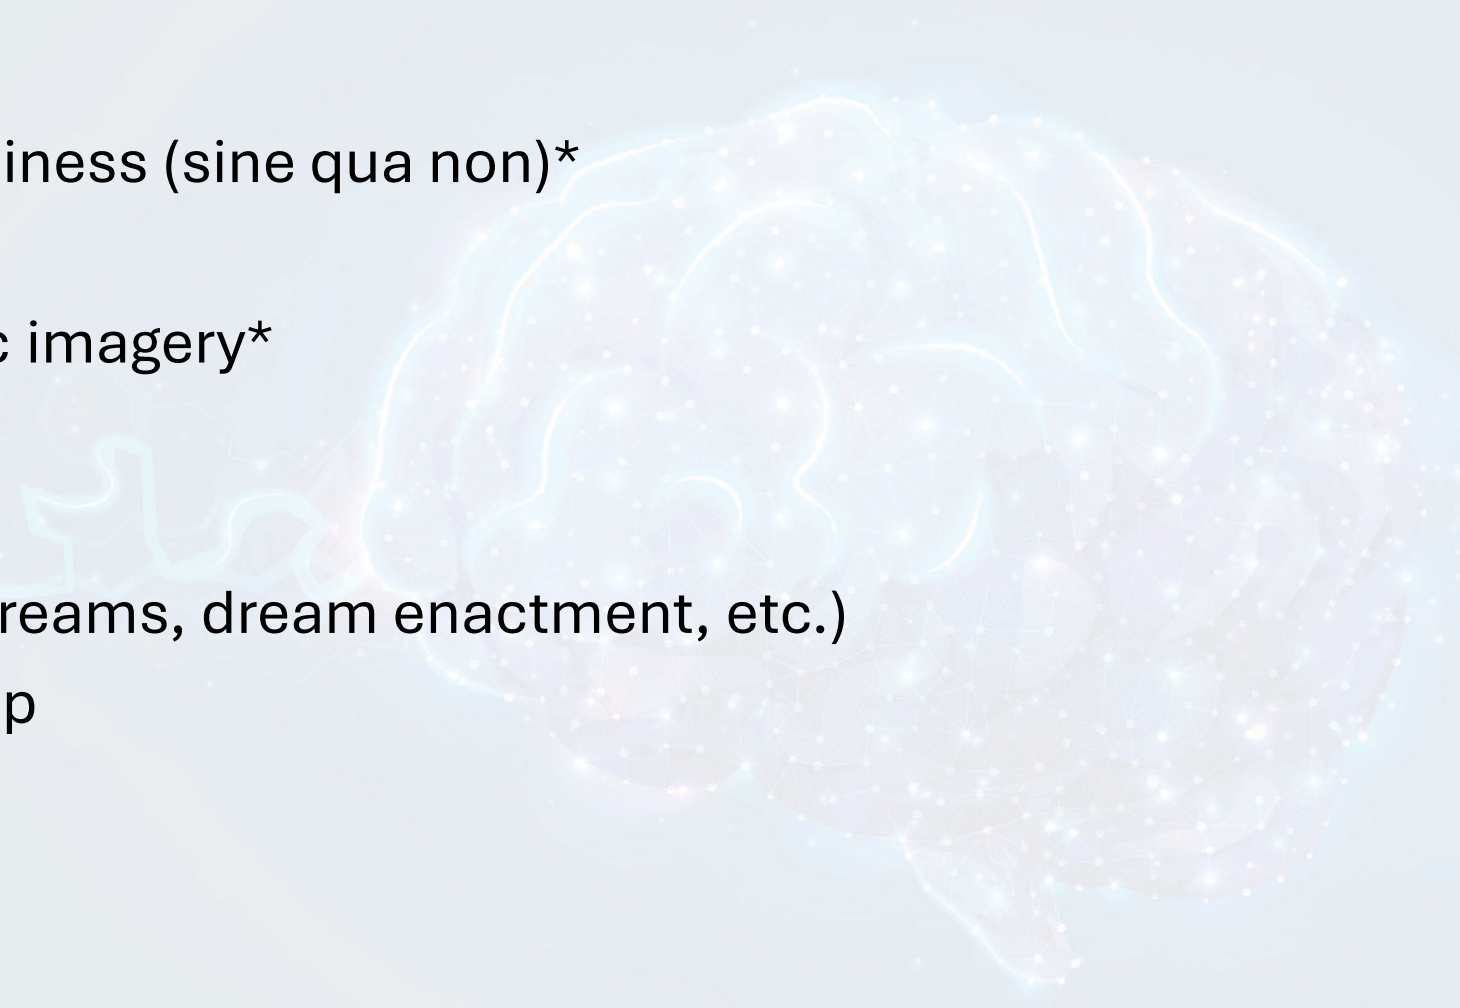 iness (sine qua non)*
c imagery*
reams, dream enactment, etc.)
p